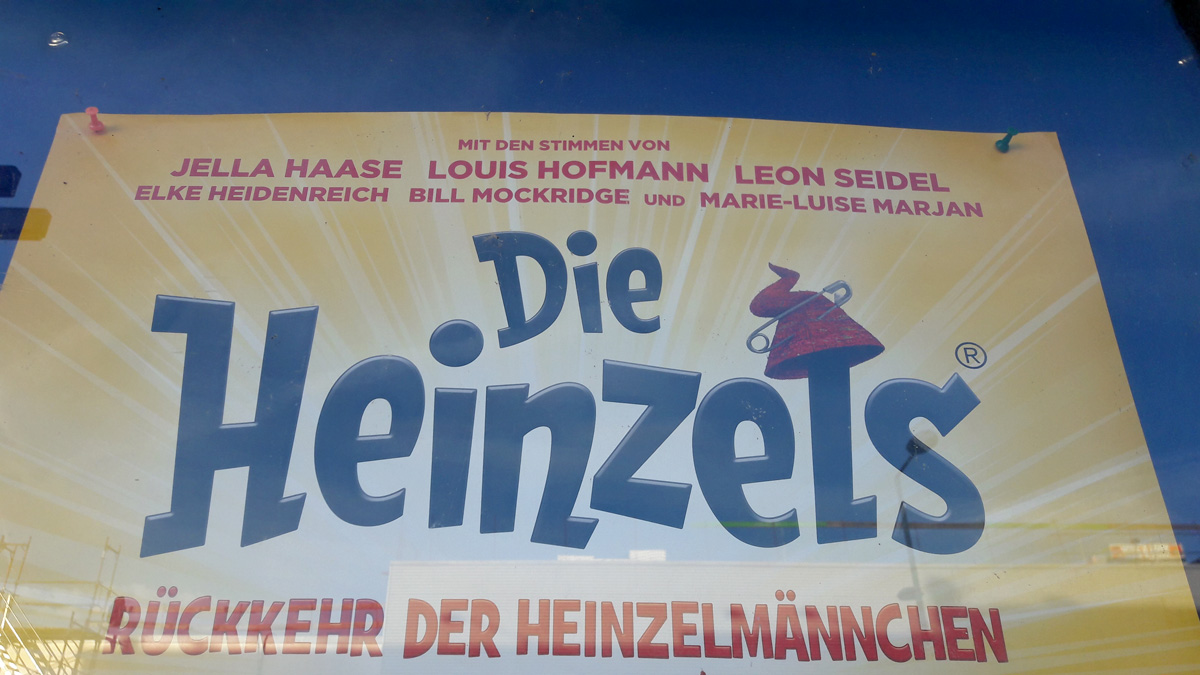 MIT DEN STIMMEN VON
JELLA HAASE LOUIS HOFMANN LEON SEIDEL
ELKE HEIDENREICH BILL MOCKRIDGE UND MARIE-LUISE MARJAN
Die
Heinzels®
RÜCKKEHR DER HEINZELMÄNNCHEN